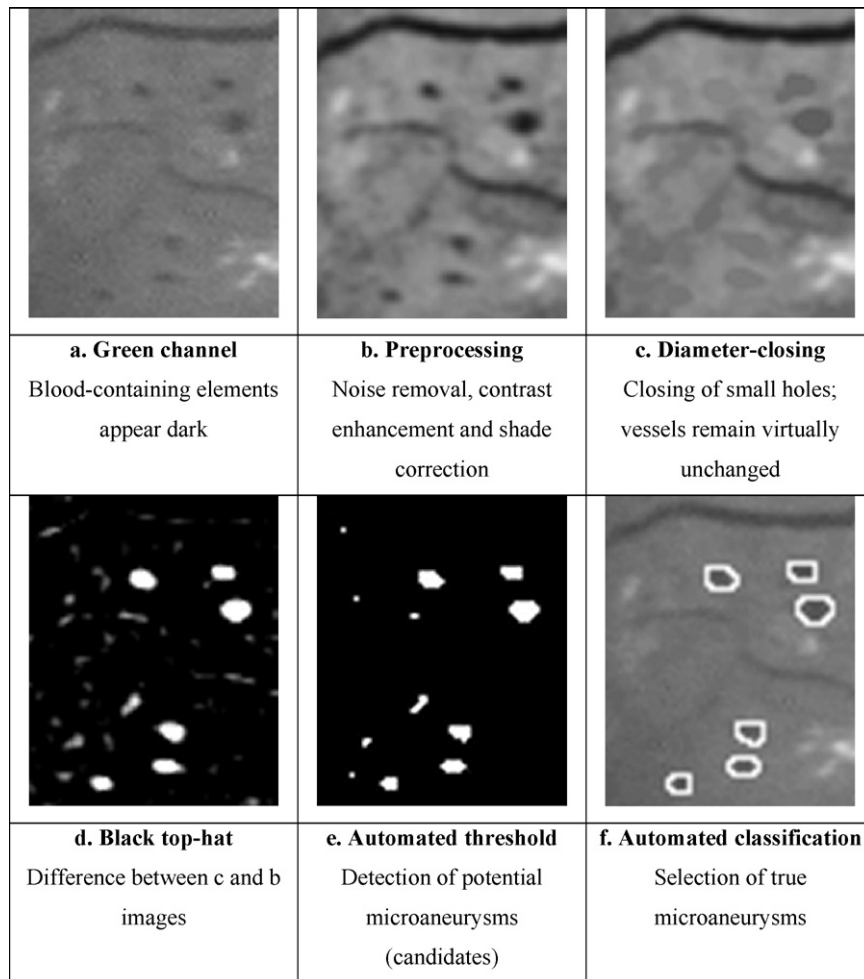 a. Green channel
Blood-containing elements
appear dark
b. Preprocessing
Noise removal, contrast
enhancement and shade
correction
c. Diameter-closing
Closing of small holes;
vessels remain virtually
unchanged
d. Black top-hat
Difference between c and b
images
e. Automated threshold
Detection of potential
microaneurysms
(candidates)
f. Automated classification
Selection of true
microaneurysms